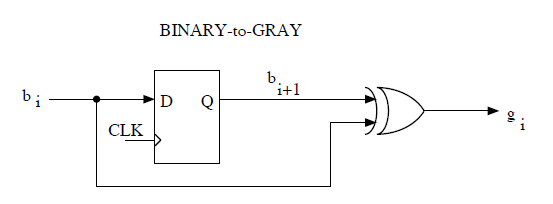 BINARY-to-GRAY
b i
D Q
b i+1
CLK
g i